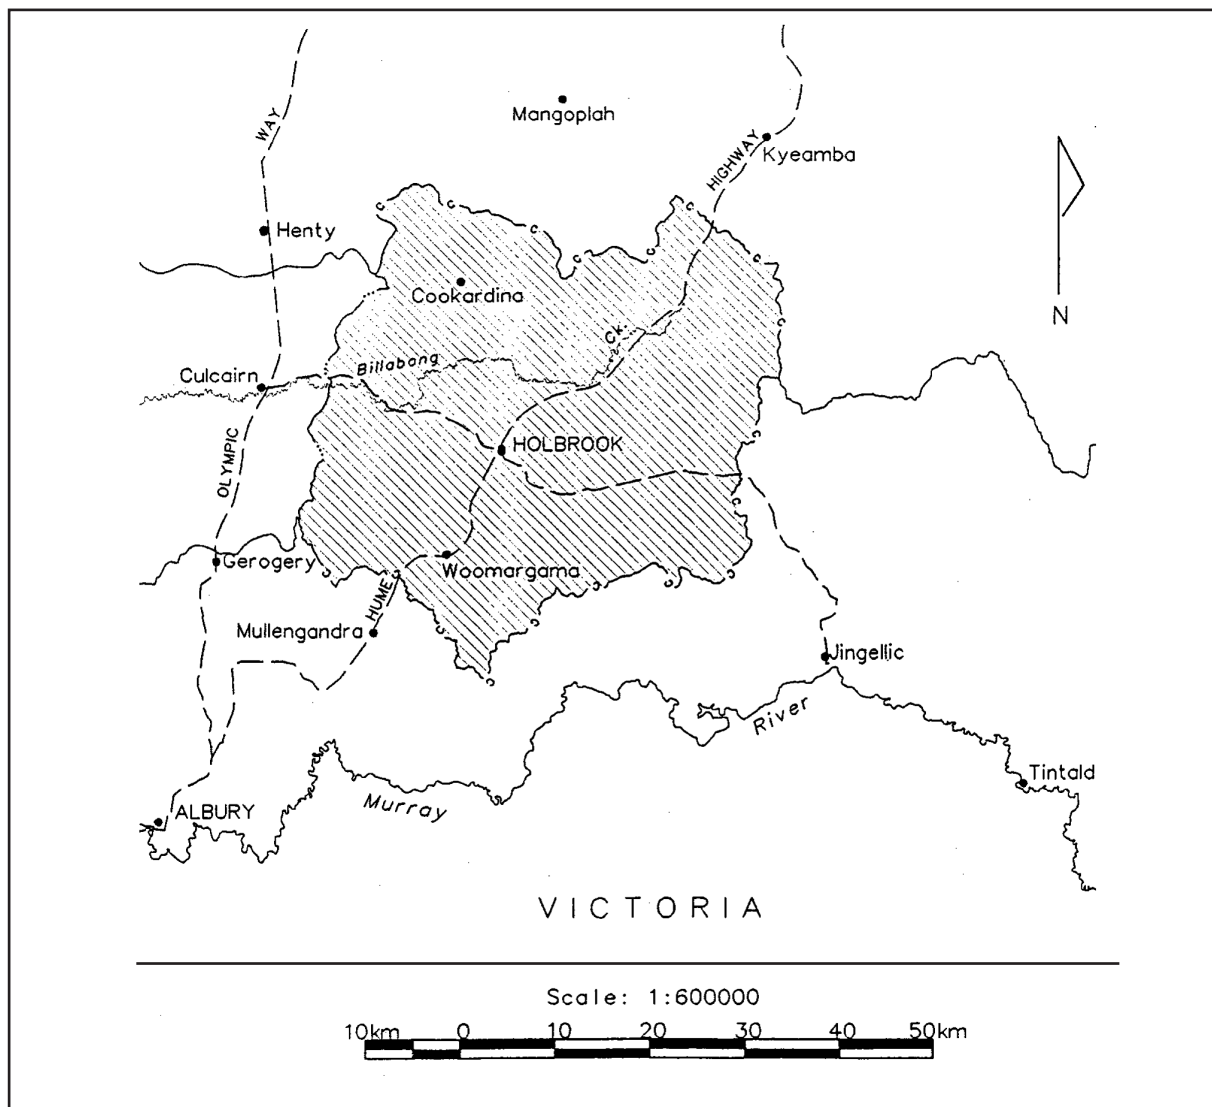 Mangoplah
WAY
HIGHWAY
Kyeamba
Henty
Cookardina
N
Ck.
Billabong
Culcairn
HOLBROOK
OLYMPIC
Gerogery
Woomargama
HUME
Mullengandra
Jingellic
River
Tintald
Murray
ALBURY
VICTORIA
Scale: 1:600000
10km 0 10 20 30 40 50km